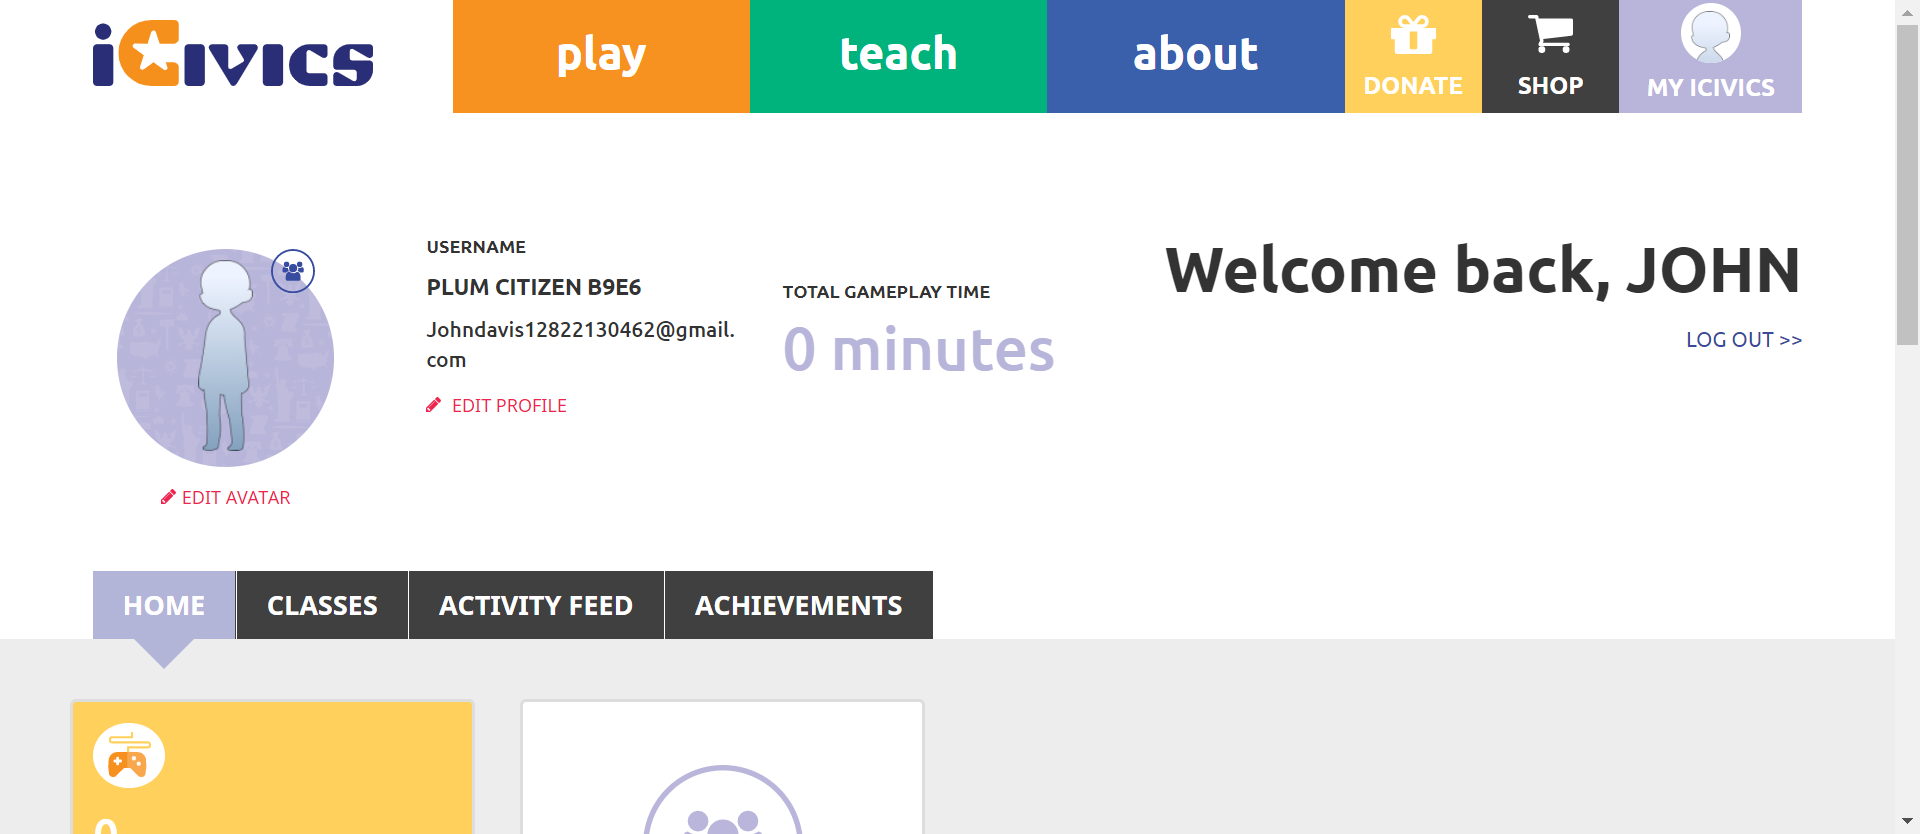 iCivics
play
teach
about
DONATE
SHOP
MY ICIVICS
USERNAME
PLUM CITIZEN B9E6
Johndavis12822130462@gmail.
com
EDIT PROFILE
EDIT AVATAR
TOTAL GAMEPLAY TIME
0 minutes
Welcome back, JOHN
LOG OUT >>
HOME
CLASSES
ACTIVITY FEED
ACHIEVEMENTS